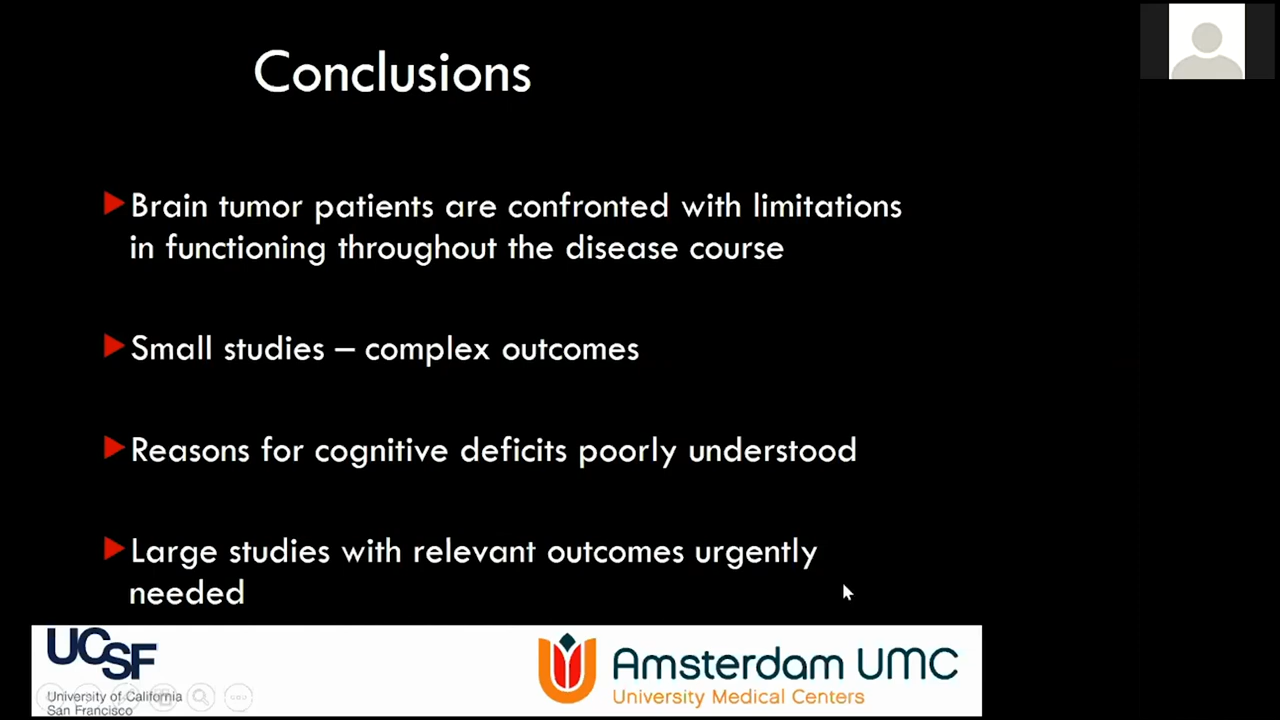 Conclusions
Brain tumor patients are confronted with limitations
in functioning throughout the disease course
Small studies – complex outcomes
Reasons for cognitive deficits poorly understood
Large studies with relevant outcomes urgently
needed
UCSF
University of California
San Francisco
Amsterdam UMC
University Medical Centers